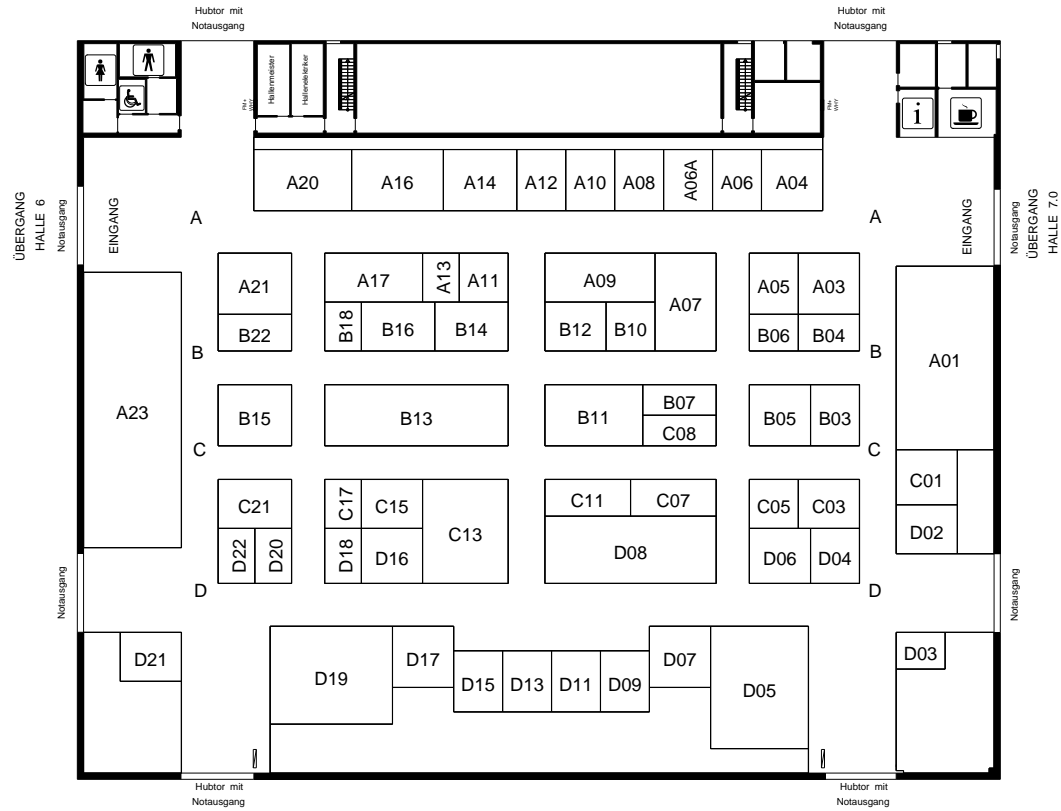 Hubtor mit
Notausgang
Hubtor mit
Notausgang
Hallenmeister
Hallenelektriker
FM+
WHY
FM+
WHY
i
A20
A16
A14
A12
A10
A08
A06A
A06
A04
ÜBERGANG
HALLE 6
Notausgang
EINGANG
A
A
EINGANG
Notausgang
ÜBERGANG
HALLE 7.0
A21
A17
A13
A11
A09
A07
A05
A03
B22
B18
B16
B14
B12
B10
B06
B04
B
B
A01
A23
B15
B13
B11
B07
C08
B05
B03
C
C
C01
C21
C17
C15
C13
C11
C07
C05
C03
D02
D22
D20
D18
D16
D08
D06
D04
Notausgang
D
D
Notausgang
D21
D19
D17
D15
D13
D11
D09
D07
D05
D03
Hubtor mit
Notausgang
Hubtor mit
Notausgang